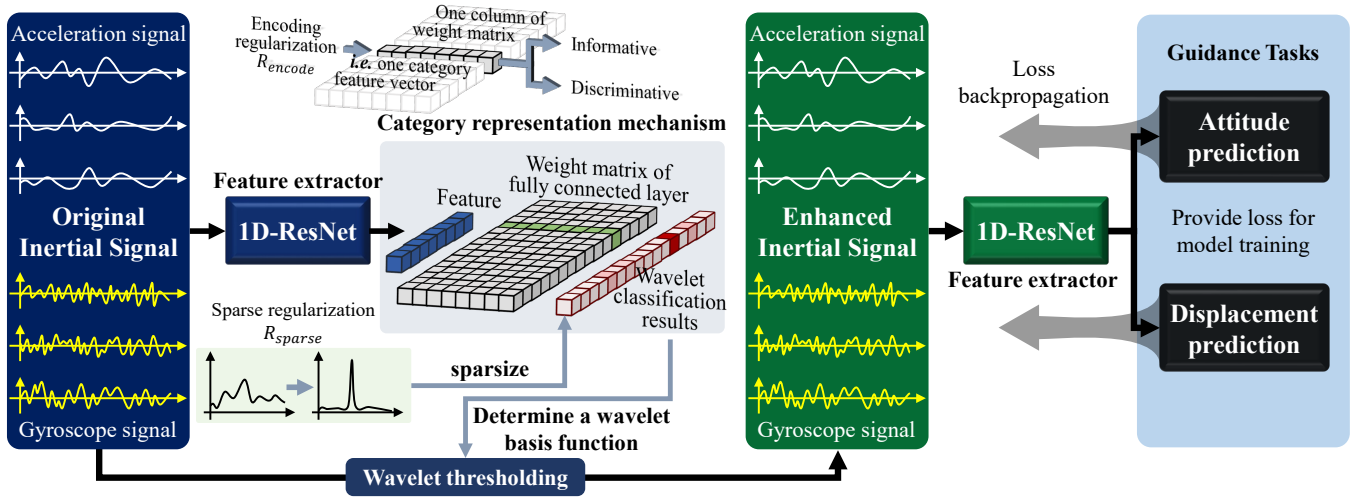 Acceleration signal
Original
Inertial Signal
Gyroscope signal
Encoding
regularization
R_encode
One column of
weight matrix
i.e. one category
feature vector
Informative
Discriminative
Category representation mechanism
Feature extractor
1D-ResNet
Feature
Weight matrix of
fully connected layer
Wavelet
classification
results
Sparse regularization
R_sparse
sparsize
Determine a wavelet
basis function
Wavelet thresholding
Acceleration signal
Enhanced
Inertial Signal
Gyroscope signal
1D-ResNet
Feature extractor
Loss
backpropagation
Guidance Tasks
Attitude
prediction
Provide loss for
model training
Displacement
prediction